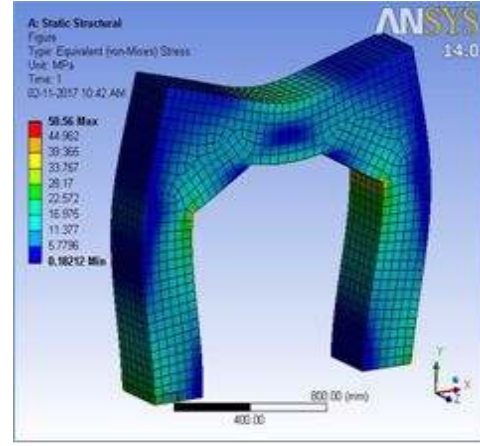 A: Static Structural
Figure
Type: Equivalent (von-Mises) Stress
Unit: MPa
Time: 1
02-11-2017 10:42 AM
50.56 Max
44.962
39.365
33.767
28.17
22.572
16.975
11.377
5.7796
0.18212 Min
ANSYS
14.0
Y
X
Z
800.00 (mm)
400.00